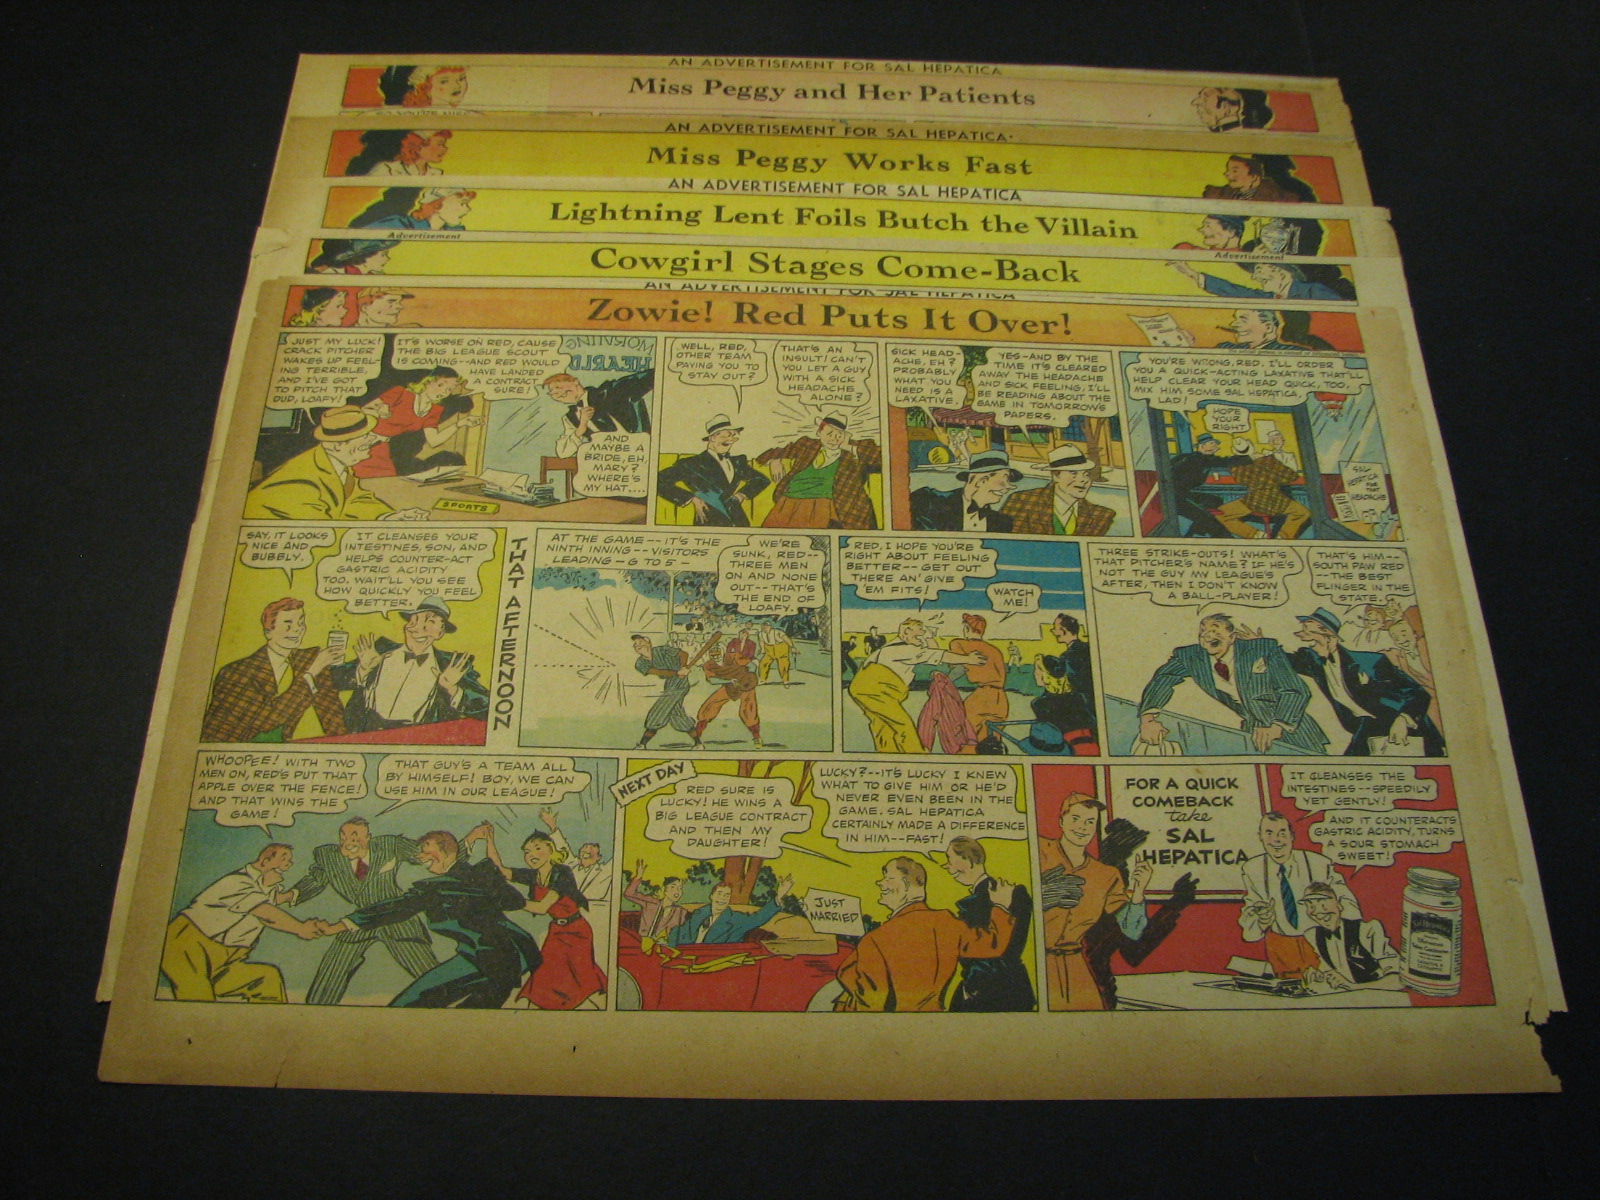 AN ADVERTISEMENT FOR SAL HEPATICA
Miss Peggy and Her Patients
AN ADVERTISEMENT FOR SAL HEPATICA
Miss Peggy Works Fast
AN ADVERTISEMENT FOR SAL HEPATICA
Lightning Lent Foils Butch the Villain
Advertisement
Advertisement
Cowgirl Stages Come-Back
AN ADVERTISEMENT FOR SAL HEPATICA
Zowie! Red Puts It Over!
JUST MY LUCK!
CRACK PITCHER
WAKES UP FEEL-
ING TERRIBLE;
AND I'VE GOT
TO PITCH THAT
DUD, LOAFY!
IT'S WORSE ON RED, CAUSE
THE BIG LEAGUE SCOUT
IS COMING--AND RED WOULD
HAVE LANDED
A CONTRACT
SURE!
MORNING
HEARLD
AND
MAYBE A
BRIDE, EH,
MARY?
WHERE'S
MY HAT....
SPORTS
WELL, RED,
OTHER TEAM
PAYING YOU TO
STAY OUT?
THAT'S AN
INSULT! CAN'T
YOU LET A GUY
WITH A SICK
HEADACHE
ALONE?
SICK HEAD-
ACHE, EH?
PROBABLY
WHAT YOU
NEED IS A
LAXATIVE.
YES--AND BY THE
TIME IT'S CLEARED
AWAY THE HEADACHE
AND SICK FEELING, I'LL
BE READING ABOUT THE
GAME IN TOMORROW'S
PAPERS.
YOU'RE WRONG, RED. I'LL ORDER
YOU A QUICK-ACTING LAXATIVE THAT'LL
HELP CLEAR YOUR HEAD QUICK, TOO.
MIX HIM SOME SAL HEPATICA,
LAD!
HOPE
YOUR
RIGHT
SAL
HEPATICA
FOR
THAT
HEADACHE
SAY, IT LOOKS
NICE AND
BUBELY.
IT CLEANSES YOUR
INTESTINES, SON, AND
HELPS COUNTER-ACT
GASTRIC ACIDITY
TOO. WAIT'LL YOU SEE
HOW QUICKLY YOU FEEL
BETTER.
THAT AFTERNOON
AT THE GAME -- IT'S THE
NINTH INNING -- VISITORS
LEADING - 6 TO 5 -
WE'RE
SUNK, RED--
THREE MEN
ON AND NONE
OUT-- THAT'S
THE END OF
LOAFY.
RED, I HOPE YOU'RE
RIGHT ABOUT FEELING
BETTER -- GET OUT
THERE AN' GIVE
'EM FITS!
WATCH
ME!
THREE STRIKE-OUTS! WHAT'S
THAT PITCHER'S NAME? IF HE'S
NOT THE GUY MY LEAGUE'S
AFTER, THEN I DON'T KNOW
A BALL-PLAYER!
THAT'S HIM--
SOUTH PAW RED
--THE BEST
FLINGER IN THE
STATE.
WHOOPEE! WITH TWO
MEN ON, RED'S PUT THAT
APPLE OVER THE FENCE!
AND THAT WINS THE
GAME!
THAT GUY'S A TEAM ALL
BY HIMSELF! BOY, WE CAN
USE HIM IN OUR LEAGUE!
NEXT DAY
RED SURE IS
LUCKY! HE WINS A
BIG LEAGUE CONTRACT
AND THEN MY
DAUGHTER!
LUCKY?--IT'S LUCKY I KNEW
WHAT TO GIVE HIM OR HE'D
NEVER EVEN BEEN IN THE
GAME. SAL HEPATICA
CERTAINLY MADE A DIFFERENCE
IN HIM--FAST!
JUST
MARRIED
FOR A QUICK
COMEBACK
take
SAL
HEPATICA
IT CLEANSES THE
INTESTINES--SPEEDILY
YET GENTLY!
AND IT COUNTERACTS
GASTRIC ACIDITY, TURNS
A SOUR STOMACH
SWEET!
Sal Hepatica